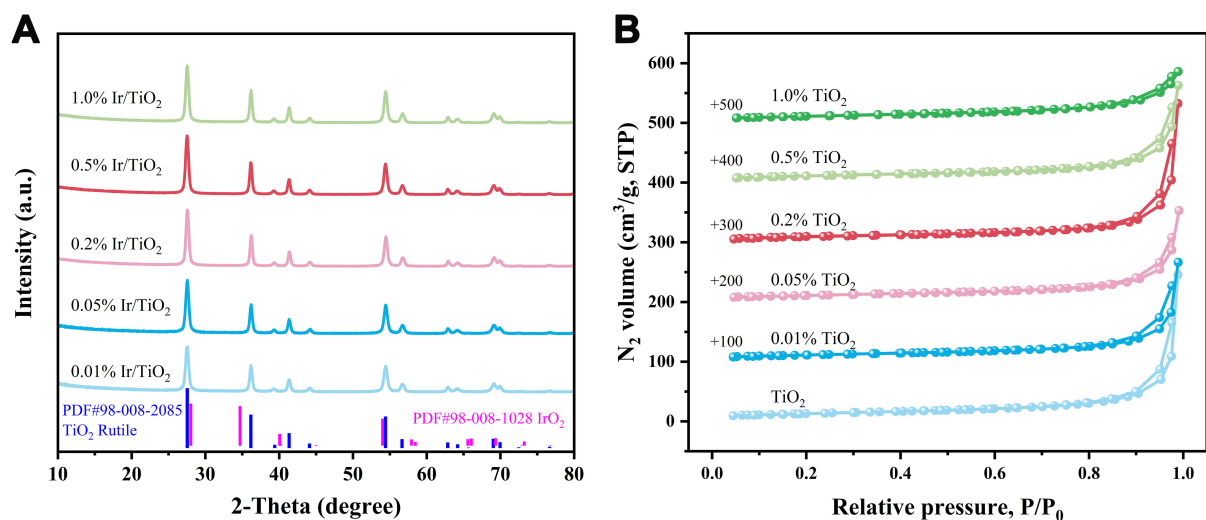 A
1.0% Ir/TiO₂
0.5% Ir/TiO₂
0.2% Ir/TiO₂
0.05% Ir/TiO₂
0.01% Ir/TiO₂
PDF#98-008-2085
TiO₂ Rutile
PDF#98-008-1028 IrO₂
Intensity (a.u.)
10 20 30 40 50 60 70 80
2-Theta (degree)
B
600
500
400
300
200
100
0
N₂ volume (cm³/g, STP)
+500 1.0% TiO₂
+400 0.5% TiO₂
+300 0.2% TiO₂
+200 0.05% TiO₂
+100 0.01% TiO₂
TiO₂
0.0 0.2 0.4 0.6 0.8 1.0
Relative pressure, P/P₀